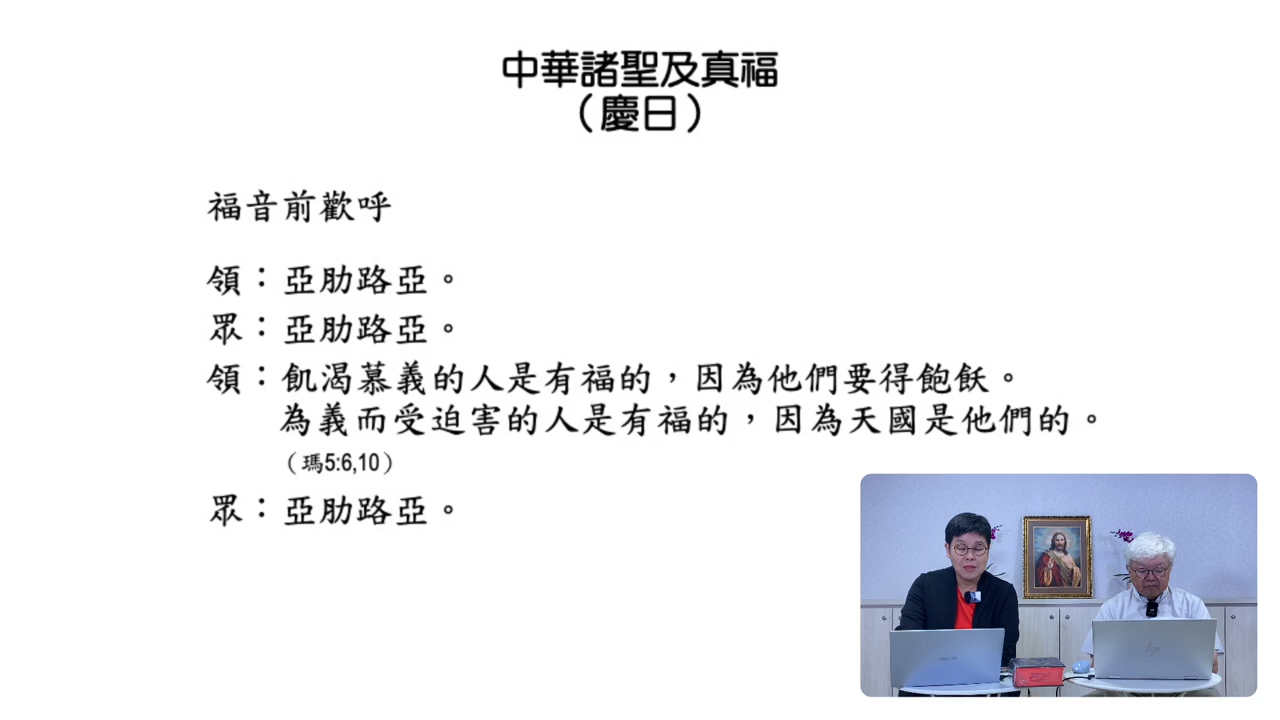 中華諸聖及真福
（慶日）
福音前歡呼
領：亞肋路亞。
眾：亞肋路亞。
領：飢渴慕義的人是有福的，因為他們要得飽飫。
為義而受迫害的人是有福的，因為天國是他們的。
（瑪5:6,10）
眾：亞肋路亞。
hp